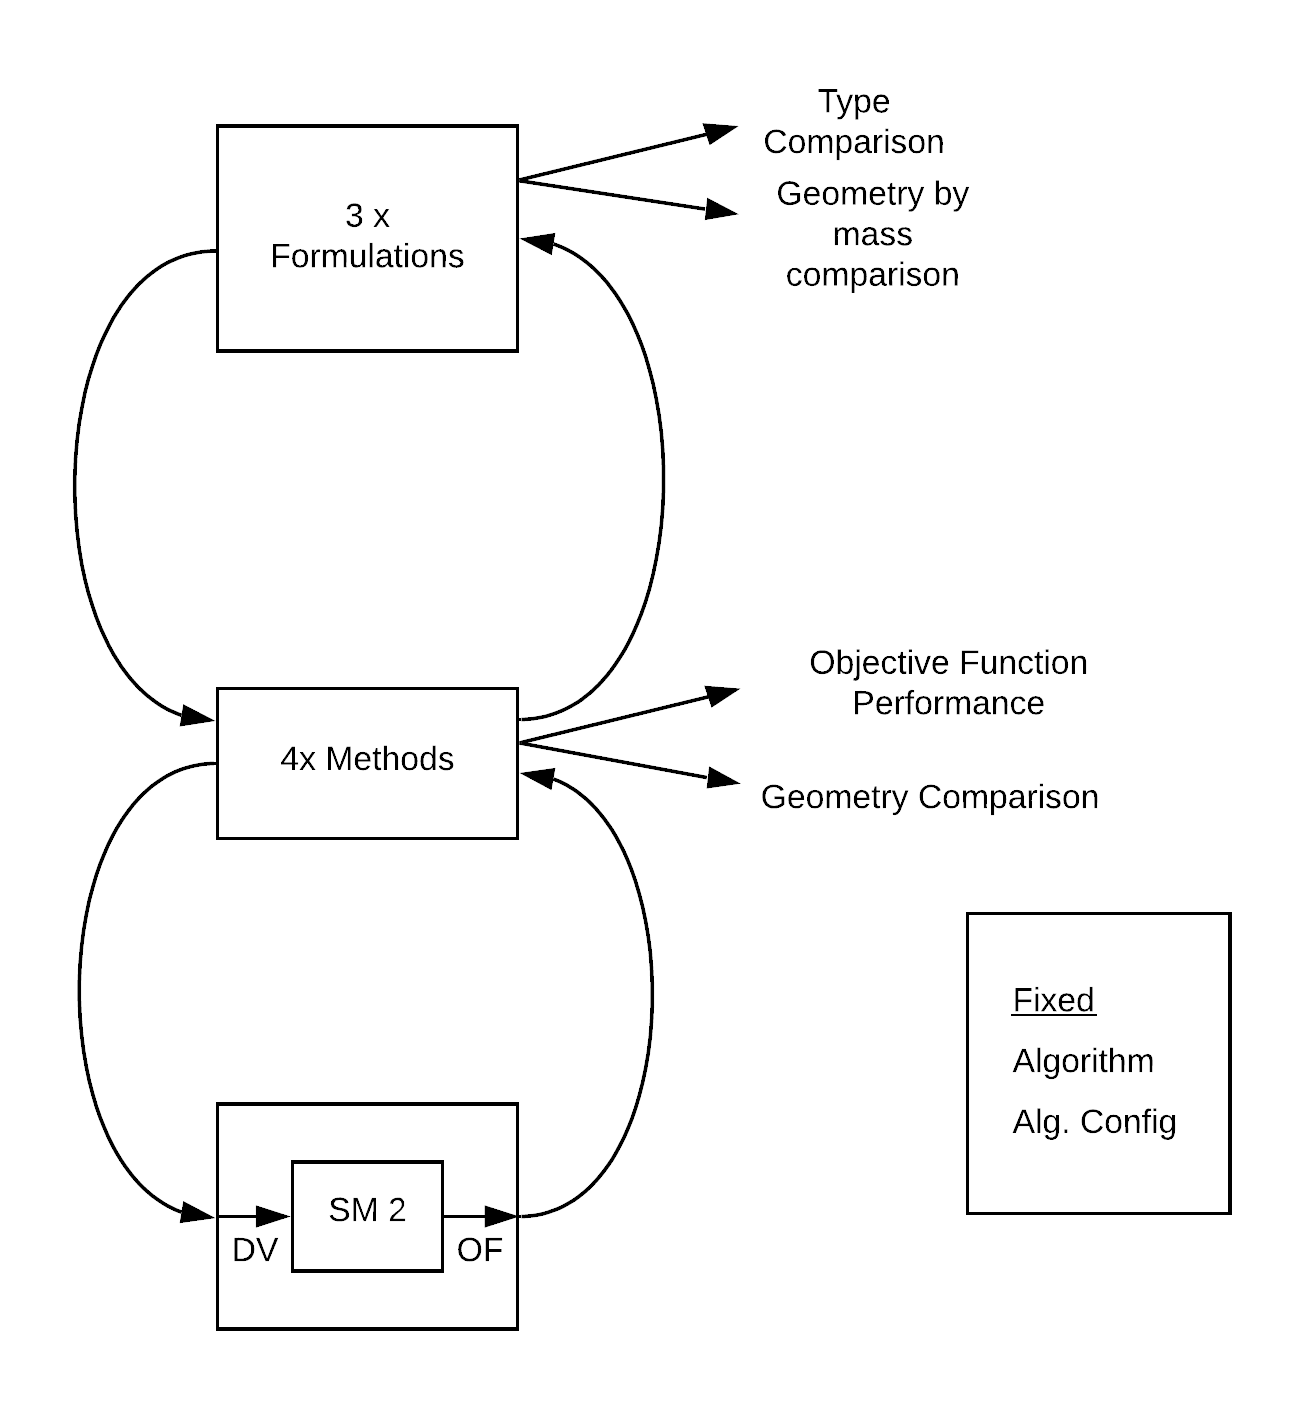 Type
Comparison
Geometry by
mass
comparison
3 x
Formulations
Objective Function
Performance
4x Methods
Geometry Comparison
Fixed
Algorithm
Alg. Config
SM 2
DV
OF